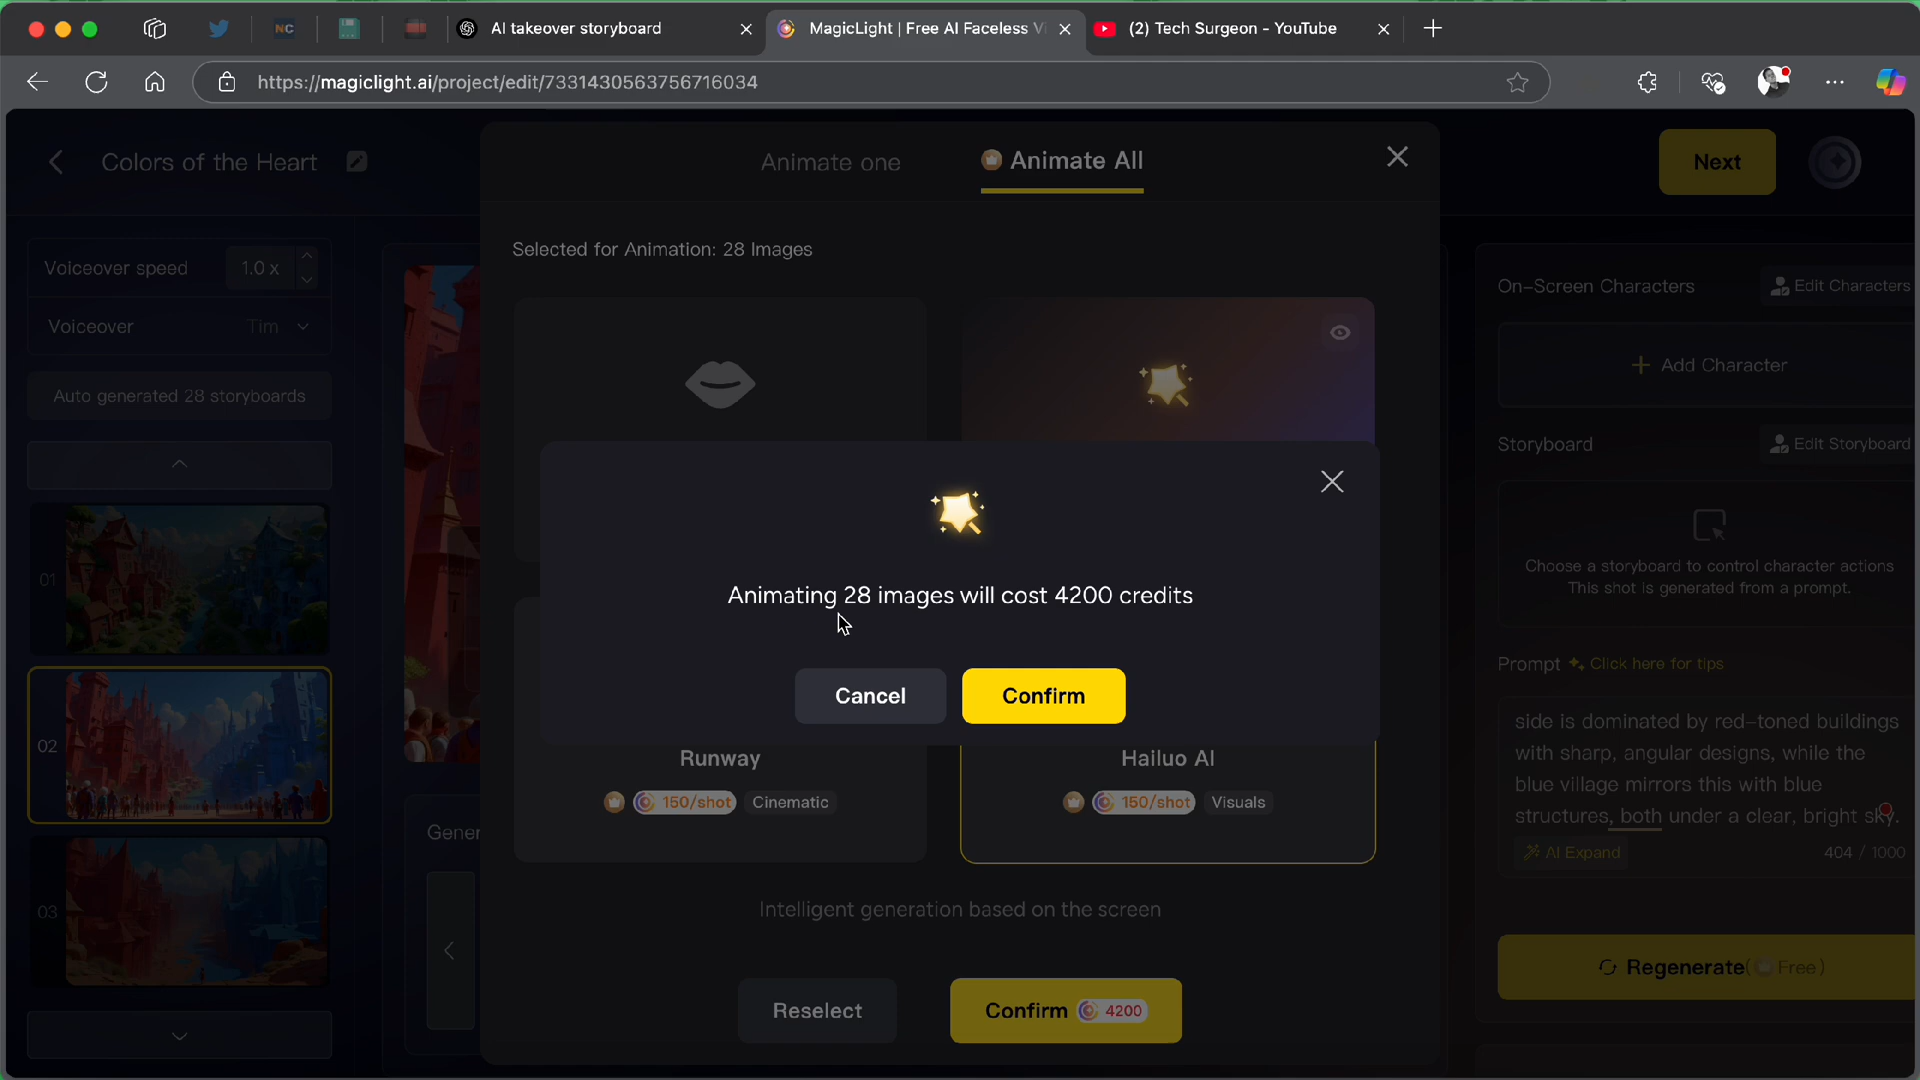 NC
AI takeover storyboard
MagicLight | Free AI Faceless Vi
(2) Tech Surgeon - YouTube
https://magiclight.ai/project/edit/7331430563756716034
Colors of the Heart
Animate one
Animate All
Next
Selected for Animation: 28 Images
Voiceover speed
1.0 x
Voiceover
Tim
Auto generated 28 storyboards
01
02
03
On-Screen Characters
Edit Characters
+ Add Character
Storyboard
Edit Storyboard
Choose a storyboard to control character actions
This shot is generated from a prompt.
Animating 28 images will cost 4200 credits
Cancel
Confirm
Runway
150/shot
Cinematic
Hailuo AI
150/shot
Visuals
Gener
Prompt
Click here for tips
side is dominated by red-toned buildings
with sharp, angular designs, while the
blue village mirrors this with blue
structures, both under a clear, bright sky.
AI Expand
404 / 1000
Intelligent generation based on the screen
Reselect
Confirm
4200
Regenerate( Free )